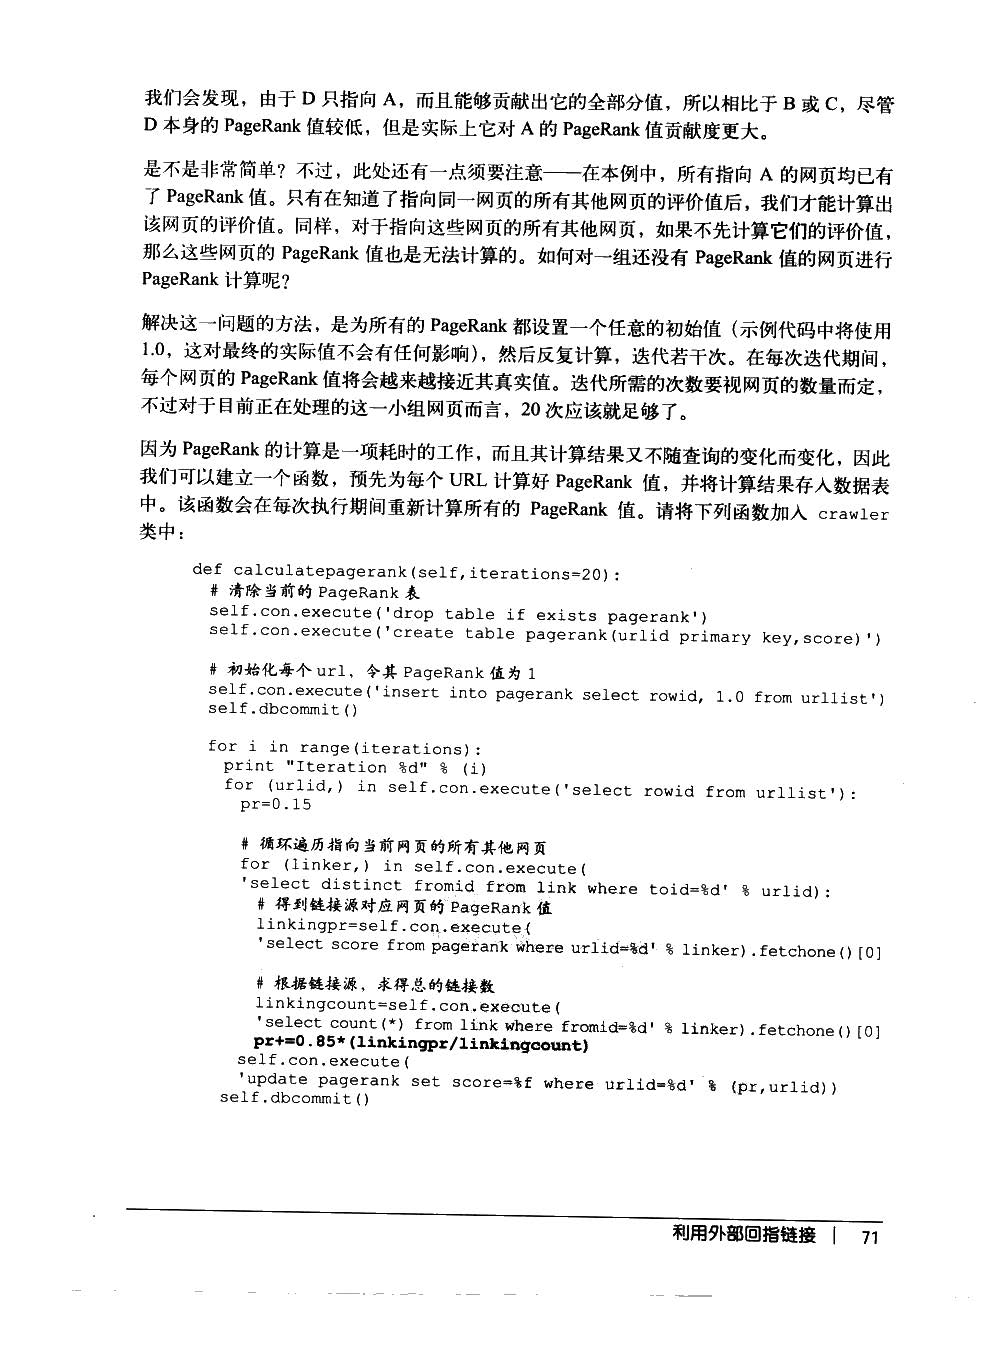 我们会发现，由于 D 只指向 A，而且能够贡献出它的全部分值，所以相比于 B 或 C，尽管
D 本身的 PageRank 值较低，但是实际上它对 A 的 PageRank 值贡献度更大。
是不是非常简单？不过，此处还有一点须要注意——在本例中，所有指向 A 的网页均已有
了 PageRank 值。只有在知道了指向同一网页的所有其他网页的评价值后，我们才能计算出
该网页的评价值。同样，对于指向这些网页的所有其他网页，如果不先计算它们的评价值，
那么这些网页的 PageRank 值也是无法计算的。如何对一组还没有 PageRank 值的网页进行
PageRank 计算呢？
解决这一问题的方法，是为所有的 PageRank 都设置一个任意的初始值（示例代码中将使用
1.0，这对最终的实际值不会有任何影响），然后反复计算，迭代若干次。在每次迭代期间，
每个网页的 PageRank 值将会越来越接近其真实值。迭代所需的次数要视网页的数量而定，
不过对于目前正在处理的这一小组网页而言，20 次应该就足够了。
因为 PageRank 的计算是一项耗时的工作，而且其计算结果又不随查询的变化而变化，因此
我们可以建立一个函数，预先为每个 URL 计算好 PageRank 值，并将计算结果存入数据表
中。该函数会在每次执行期间重新计算所有的 PageRank 值。请将下列函数加入 crawler
类中：
def calculatepagerank(self,iterations=20):
# 清除当前的 PageRank 表
self.con.execute('drop table if exists pagerank')
self.con.execute('create table pagerank(urlid primary key,score)')
# 初始化每个 url，令其 PageRank 值为 1
self.con.execute('insert into pagerank select rowid, 1.0 from urllist')
self.dbcommit()
for i in range(iterations):
print "Iteration %d" % (i)
for (urlid,) in self.con.execute('select rowid from urllist'):
pr=0.15
# 循环遍历指向当前网页的所有其他网页
for (linker,) in self.con.execute(
'select distinct fromid from link where toid=%d' % urlid):
# 得到链接源对应网页的 PageRank 值
linkingpr=self.con.execute(
'select score from pagerank where urlid=%d' % linker).fetchone()[0]
# 根据链接源，求得总的链接数
linkingcount=self.con.execute(
'select count(*) from link where fromid=%d' % linker).fetchone()[0]
pr+=0.85*(linkingpr/linkingcount)
self.con.execute(
'update pagerank set score=%f where urlid=%d' % (pr,urlid))
self.dbcommit()
利用外部回指链接 | 71